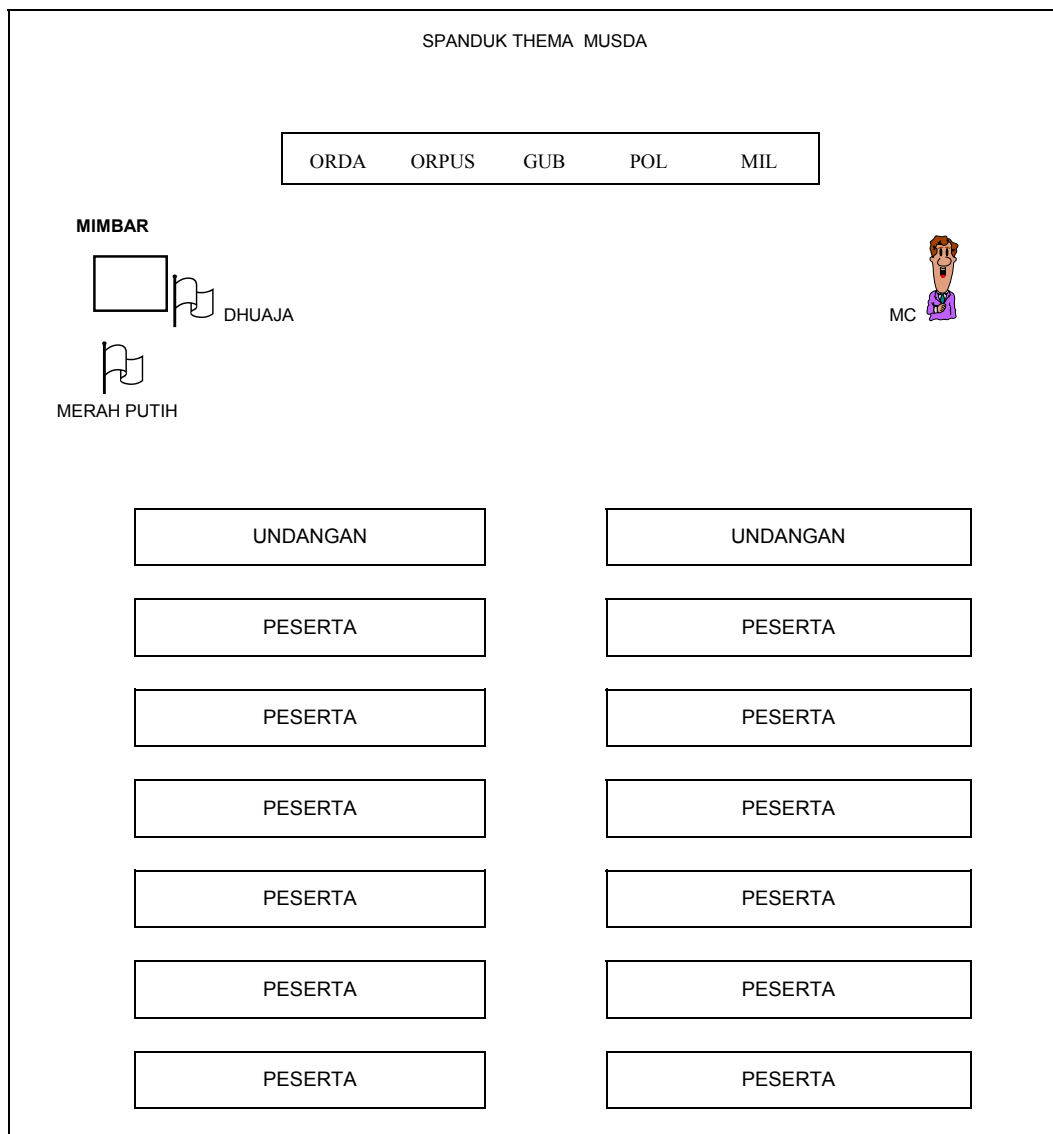 SPANDUK THEMA MUSDA
ORDA ORPUS GUB POL MIL
MIMBAR
DHUAJA
MC
MERAH PUTIH
UNDANGAN UNDANGAN
PESERTA PESERTA
PESERTA PESERTA
PESERTA PESERTA
PESERTA PESERTA
PESERTA PESERTA
PESERTA PESERTA